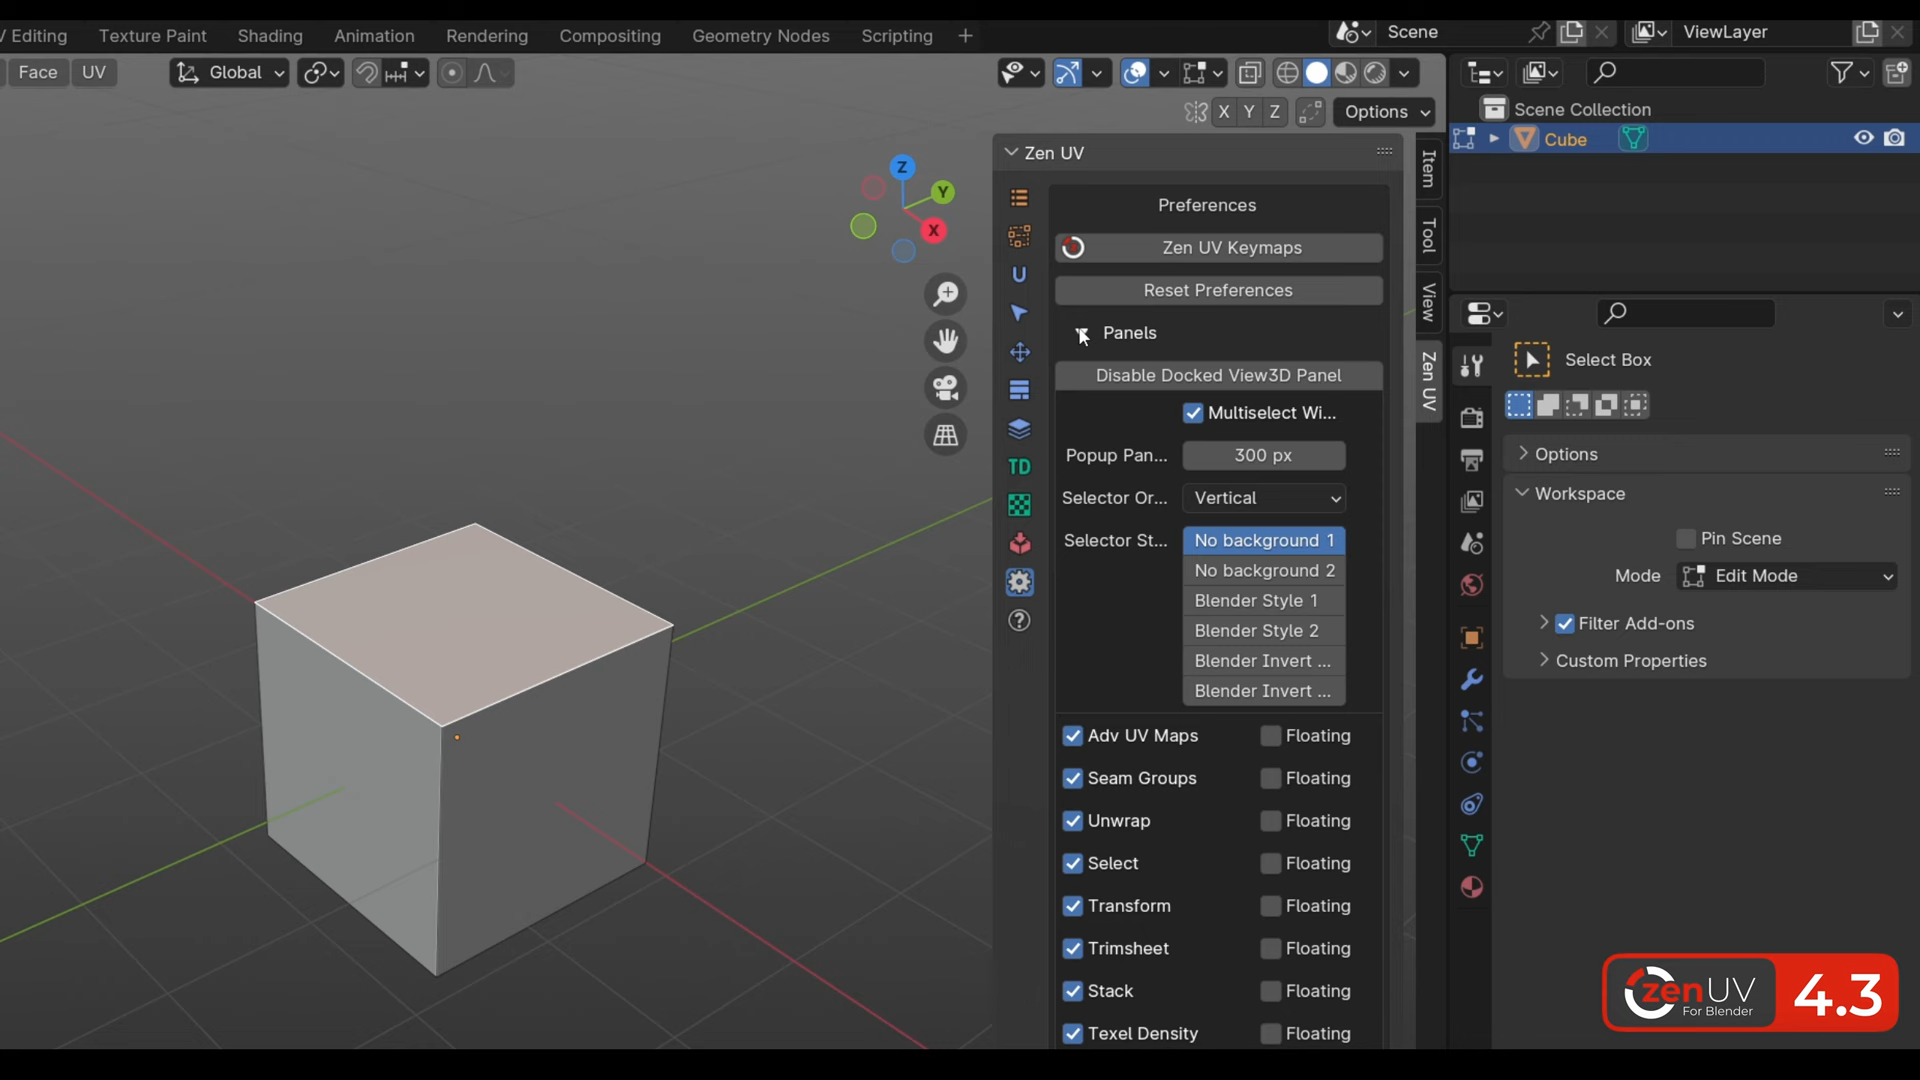 V Editing Texture Paint Shading Animation Rendering Compositing Geometry Nodes Scripting + Scene ViewLayer
Face UV Global
X Y Z Options
Scene Collection
Cube
Zen UV
Z
Y
X
Preferences
Zen UV Keymaps
Reset Preferences
Panels
Disable Docked View3D Panel
Multiselect Wi...
Popup Pan... 300 px
Selector Or... Vertical
Selector St... No background 1
No background 2
Blender Style 1
Blender Style 2
Blender Invert ...
Blender Invert ...
Adv UV Maps Floating
Seam Groups Floating
Unwrap Floating
Select Floating
Transform Floating
Trimsheet Floating
Stack Floating
Texel Density Floating
TD
?
Item
Tool
View
Zen UV
Select Box
Options
Workspace
Pin Scene
Mode Edit Mode
Filter Add-ons
Custom Properties
zenUV 4.3
For Blender